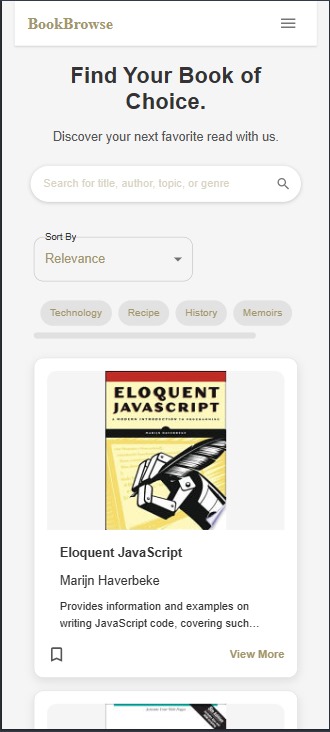 BookBrowse
Find Your Book of
Choice.
Discover your next favorite read with us.
Search for title, author, topic, or genre
Sort By
Relevance
Technology Recipe History Memoirs
ELOQUENT
JAVASCRIPT
A MODERN INTRODUCTION TO PROGRAMMING
MARIJN HAVERBEKE
Eloquent JavaScript
Marijn Haverbeke
Provides information and examples on
writing JavaScript code, covering such...
View More